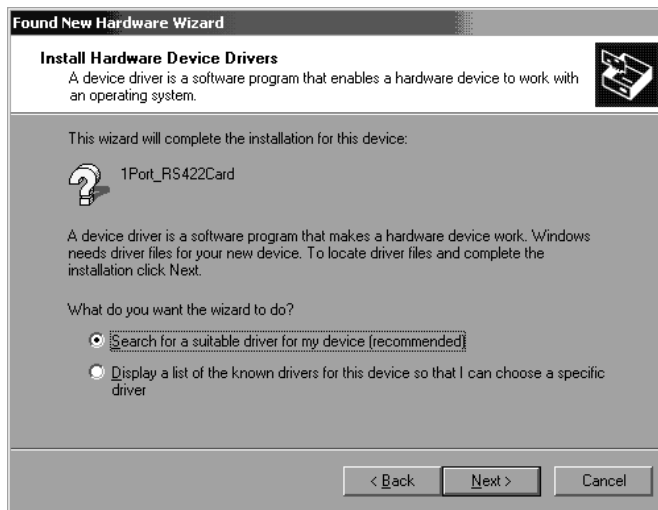 Found New Hardware Wizard
Install Hardware Device Drivers
A device driver is a software program that enables a hardware device to work with
an operating system.
This wizard will complete the installation for this device:
1Port_RS422Card
A device driver is a software program that makes a hardware device work. Windows
needs driver files for your new device. To locate driver files and complete the
installation click Next.
What do you want the wizard to do?
Search for a suitable driver for my device (recommended)
Display a list of the known drivers for this device so that I can choose a specific
driver
< Back Next > Cancel